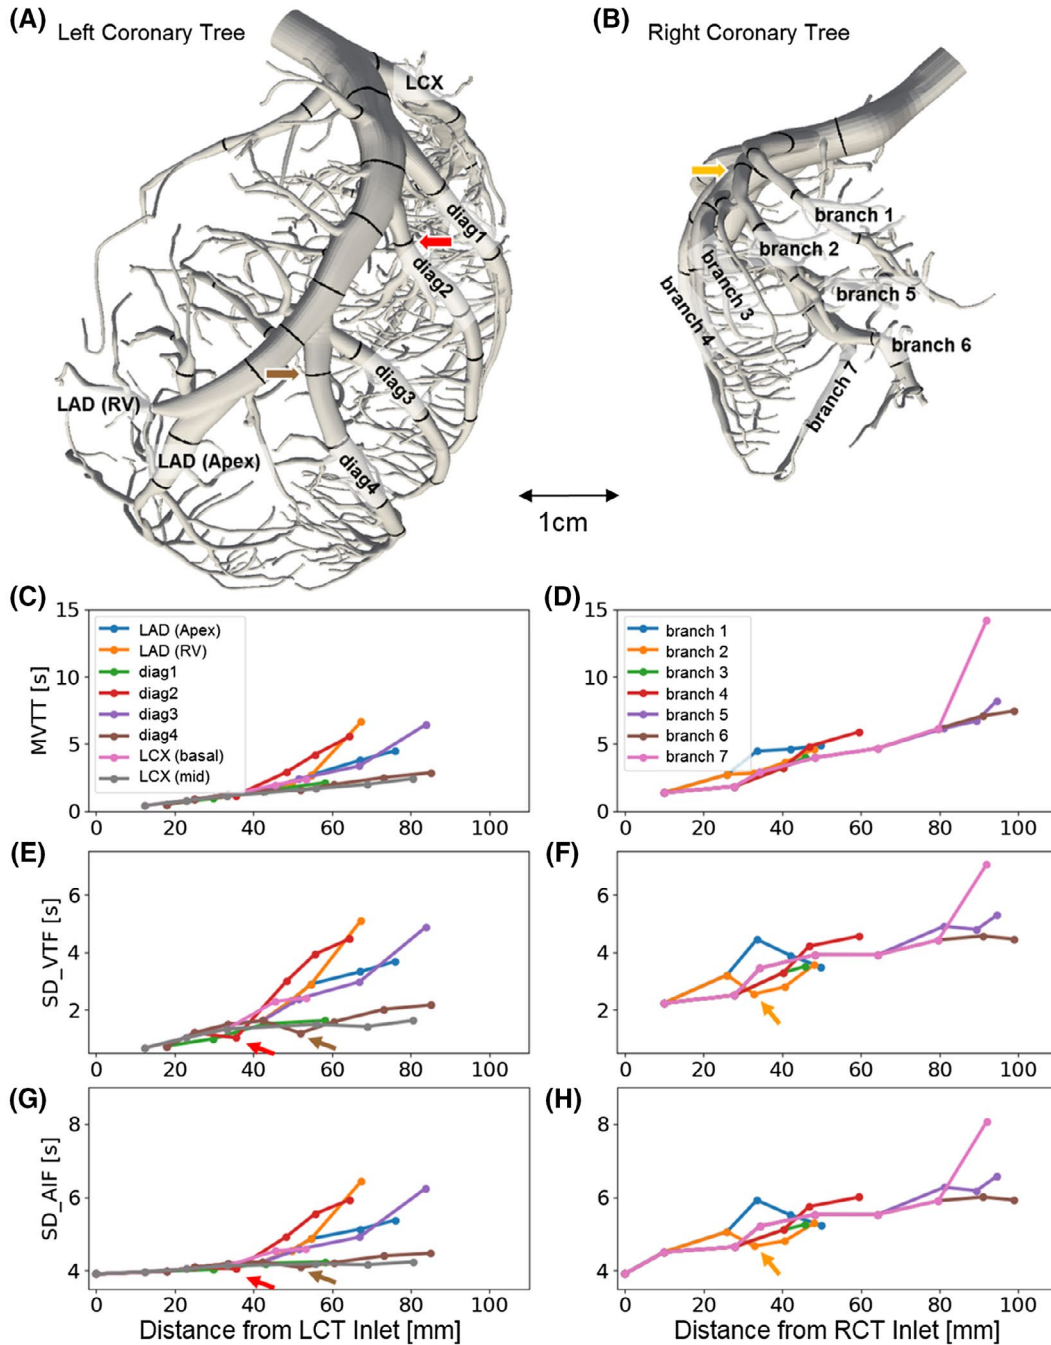 (A)
Left Coronary Tree
LCX
diag1
diag2
diag3
diag4
LAD (RV)
LAD (Apex)
(B)
Right Coronary Tree
branch 1
branch 2
branch 3
branch 4
branch 5
branch 6
branch 7
1cm
(C)
MVTT [s]
15
10
5
0
LAD (Apex)
LAD (RV)
diag1
diag2
diag3
diag4
LCX (basal)
LCX (mid)
0 20 40 60 80 100
(D)
15
10
5
0
branch 1
branch 2
branch 3
branch 4
branch 5
branch 6
branch 7
0 20 40 60 80 100
(E)
SD_VTF [s]
6
4
2
0 20 40 60 80 100
(F)
6
4
2
0 20 40 60 80 100
(G)
SD_AIF [s]
8
6
4
0 20 40 60 80 100
Distance from LCT Inlet [mm]
(H)
8
6
4
0 20 40 60 80 100
Distance from RCT Inlet [mm]